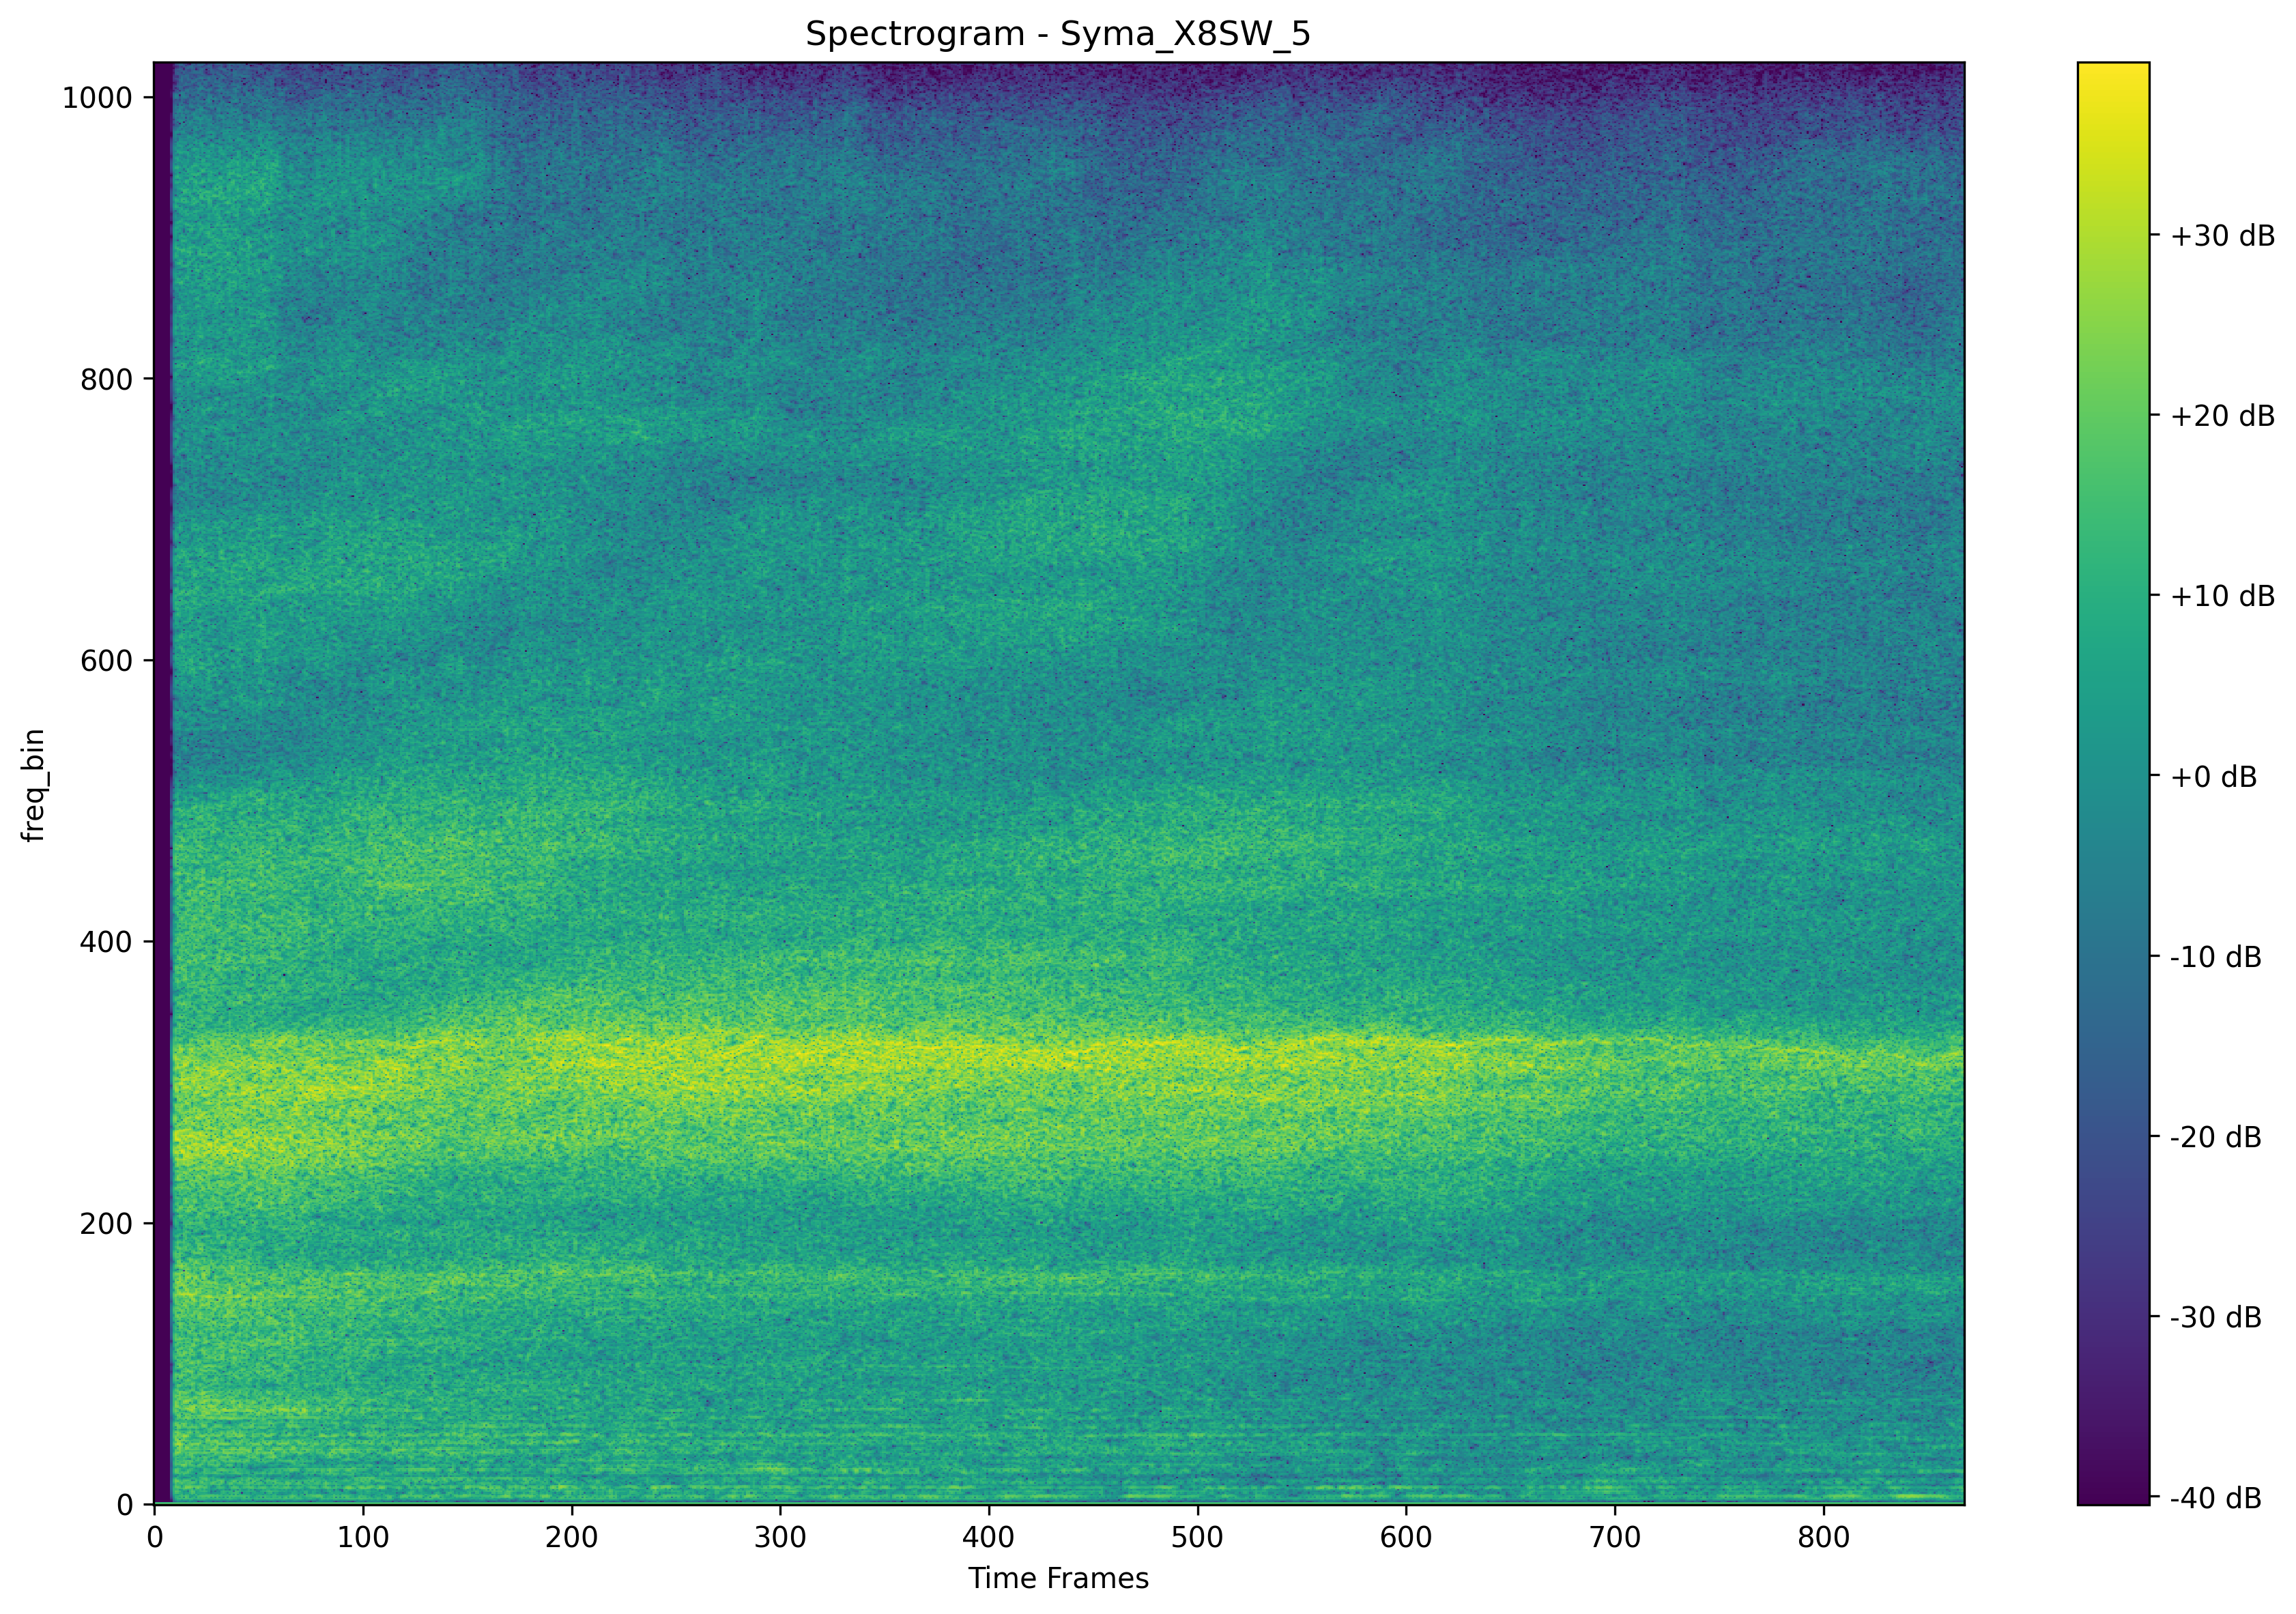 Spectrogram - Syma_X8SW_5
1000
800
600
400
200
0
freq_bin
0 100 200 300 400 500 600 700 800
Time Frames
+30 dB
+20 dB
+10 dB
+0 dB
-10 dB
-20 dB
-30 dB
-40 dB